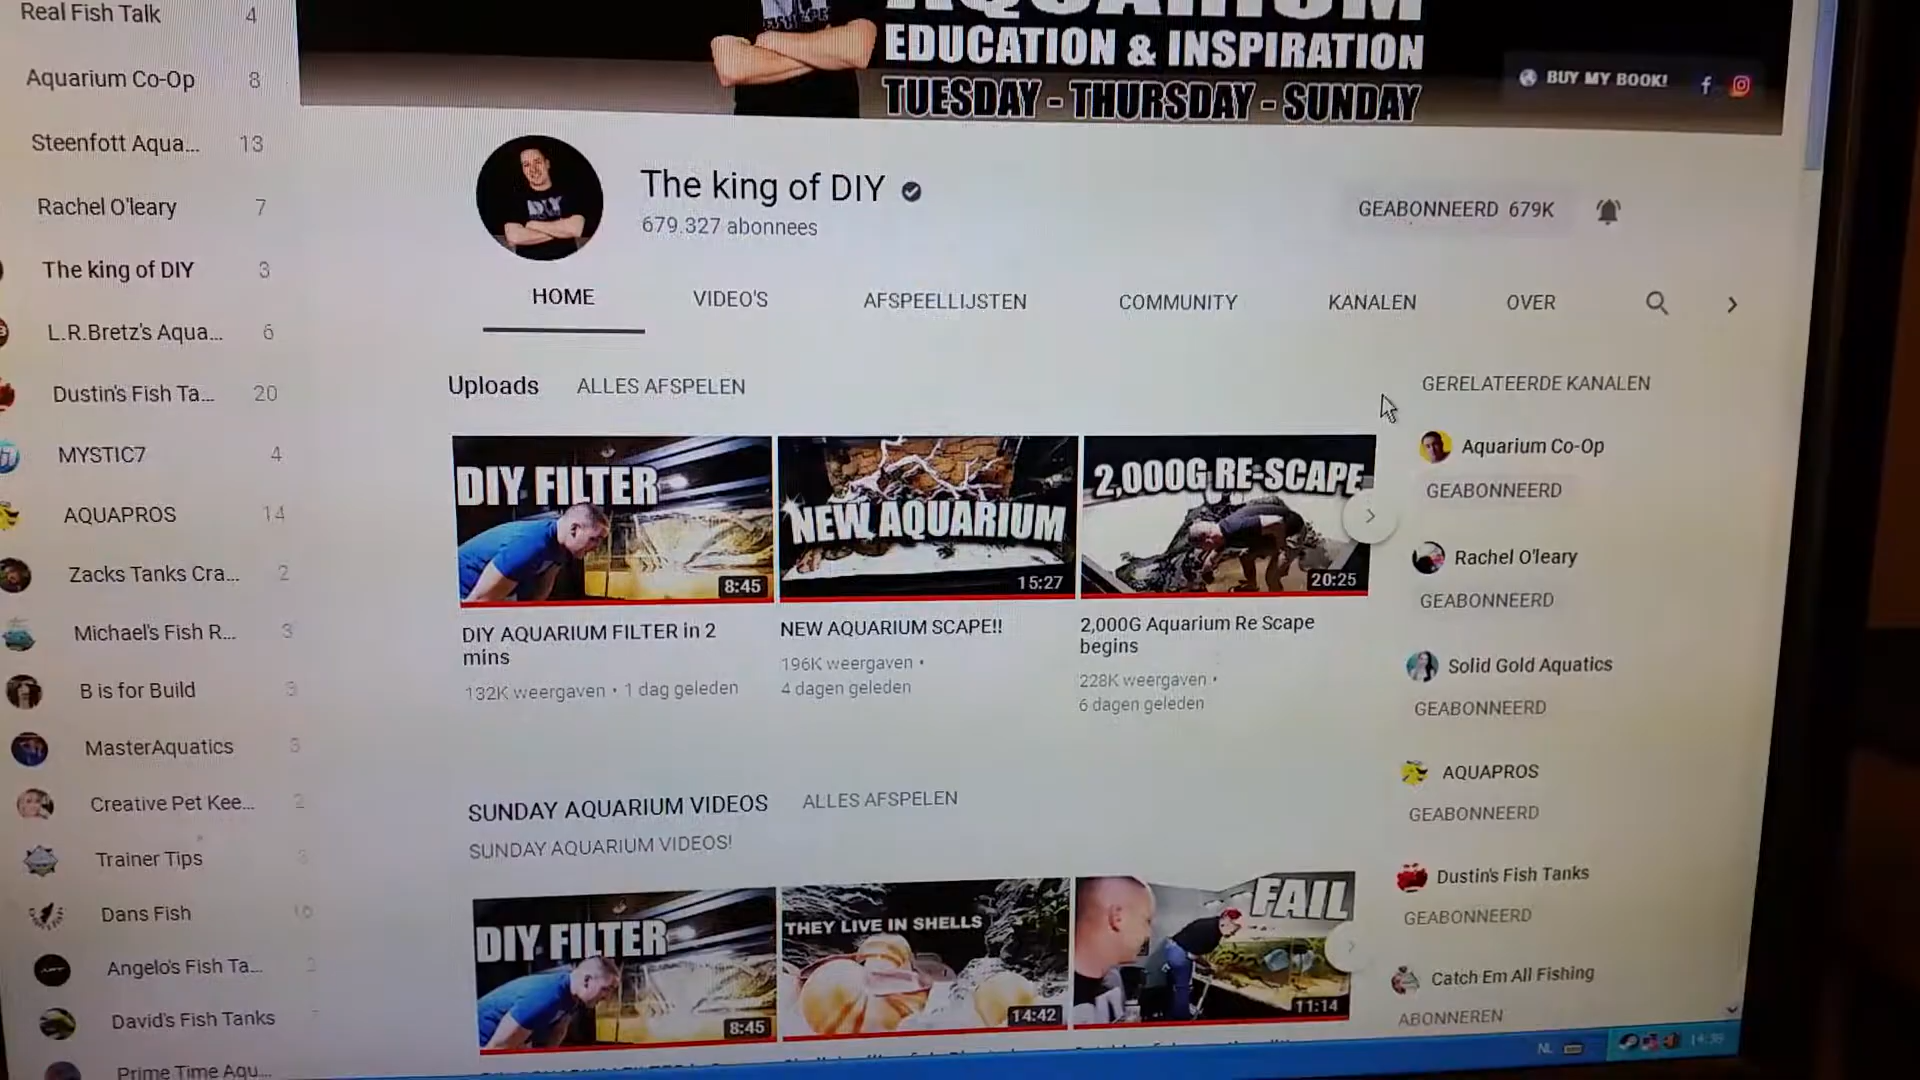 Real Fish Talk 4
Aquarium Co-Op 8
Steenfott Aqua... 13
Rachel O'leary 7
The king of DIY 3
L.R.Bretz's Aqua... 6
Dustin's Fish Ta... 20
MYSTIC7 4
AQUAPROS 14
Zacks Tanks Cra... 2
Michael's Fish R... 3
B is for Build 3
MasterAquatics 3
Creative Pet Kee... 2
Trainer Tips 3
Dans Fish
Angelo's Fish Ta... 2
David's Fish Tanks
Prime Time Aqu...
AQUARIUM
EDUCATION & INSPIRATION
TUESDAY - THURSDAY - SUNDAY
BUY MY BOOK!
The king of DIY
679.327 abonnees
GEABONNEERD 679K
HOME VIDEO'S AFSPEELLIJSTEN COMMUNITY KANALEN OVER
Uploads ALLES AFSPELEN
DIY FILTER
8:45
DIY AQUARIUM FILTER in 2
mins
132K weergaven • 1 dag geleden
NEW AQUARIUM
15:27
NEW AQUARIUM SCAPE!!
196K weergaven •
4 dagen geleden
2,000G RE-SCAPE
20:25
2,000G Aquarium Re Scape
begins
228K weergaven •
6 dagen geleden
SUNDAY AQUARIUM VIDEOS ALLES AFSPELEN
SUNDAY AQUARIUM VIDEOS!
DIY FILTER
8:45
THEY LIVE IN SHELLS
14:42
FAIL
11:14
GERELATEERDE KANALEN
Aquarium Co-Op
GEABONNEERD
Rachel O'leary
GEABONNEERD
Solid Gold Aquatics
GEABONNEERD
AQUAPROS
GEABONNEERD
Dustin's Fish Tanks
GEABONNEERD
Catch Em All Fishing
ABONNEREN
NL